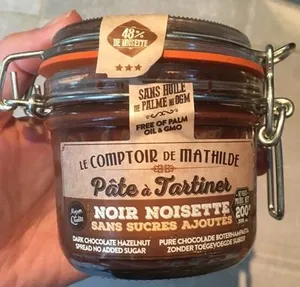 48%
DE NOISETTE
SANS HUILE
DE PALME NI OGM
FREE OF PALM
OIL & GMO
LE COMPTOIR DE MATHILDE
Pâte à Tartiner
NOIR NOISETTE
SANS SUCRES AJOUTÉS
200g
DARK CHOCOLATE HAZELNUT
SPREAD NO ADDED SUGAR
PURE CHOCOLADE BOTERHAMPASTA
ZONDER TOEGEVOEGDE SUIKER